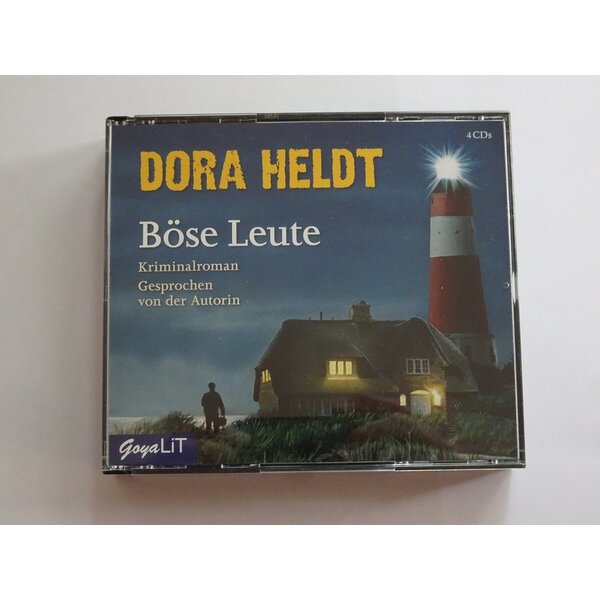 4 CDs
DORA HELDT
Böse Leute
Kriminalroman
Gesprochen
von der Autorin
GoyaLiT